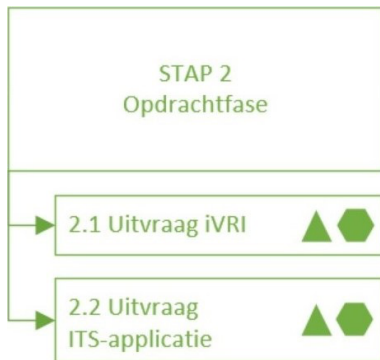 STAP 2
Opdrachtfase
2.1 Uitvraag iVRI
2.2 Uitvraag
ITS-applicatie